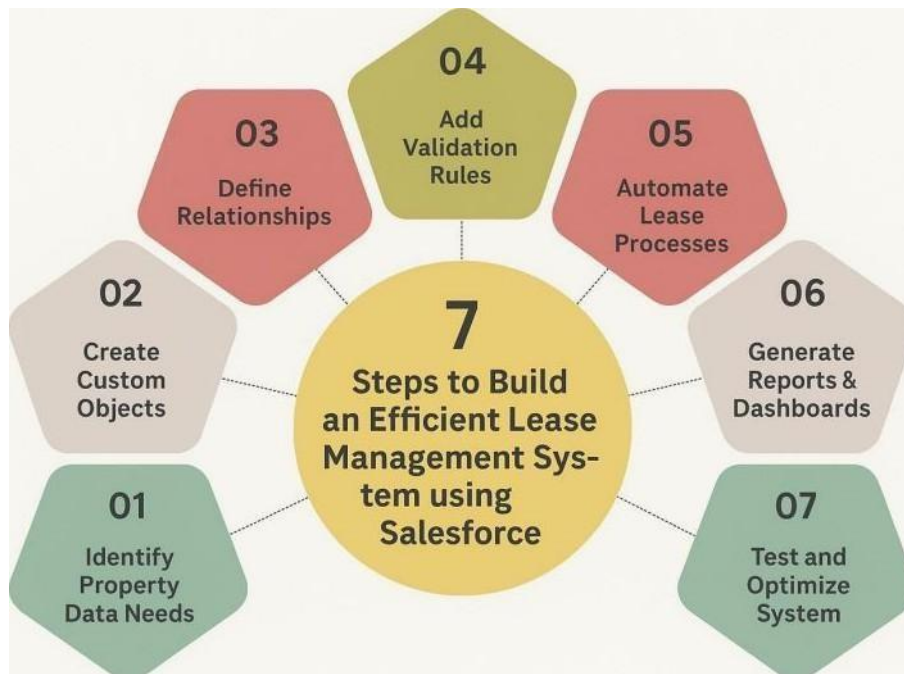 04
Add
Validation
Rules
03
Define
Relationships
05
Automate
Lease
Processes
02
Create
Custom
Objects
06
Generate
Reports &
Dashboards
7
Steps to Build
an Efficient Lease
Management Sys-
tem using
Salesforce
01
Identify
Property
Data Needs
07
Test and
Optimize
System